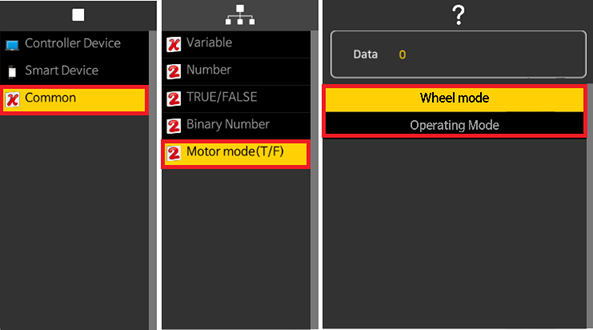 Controller Device
Smart Device
Common
Variable
Number
TRUE/FALSE
Binary Number
Motor mode(T/F)
?
Data 0
Wheel mode
Operating Mode